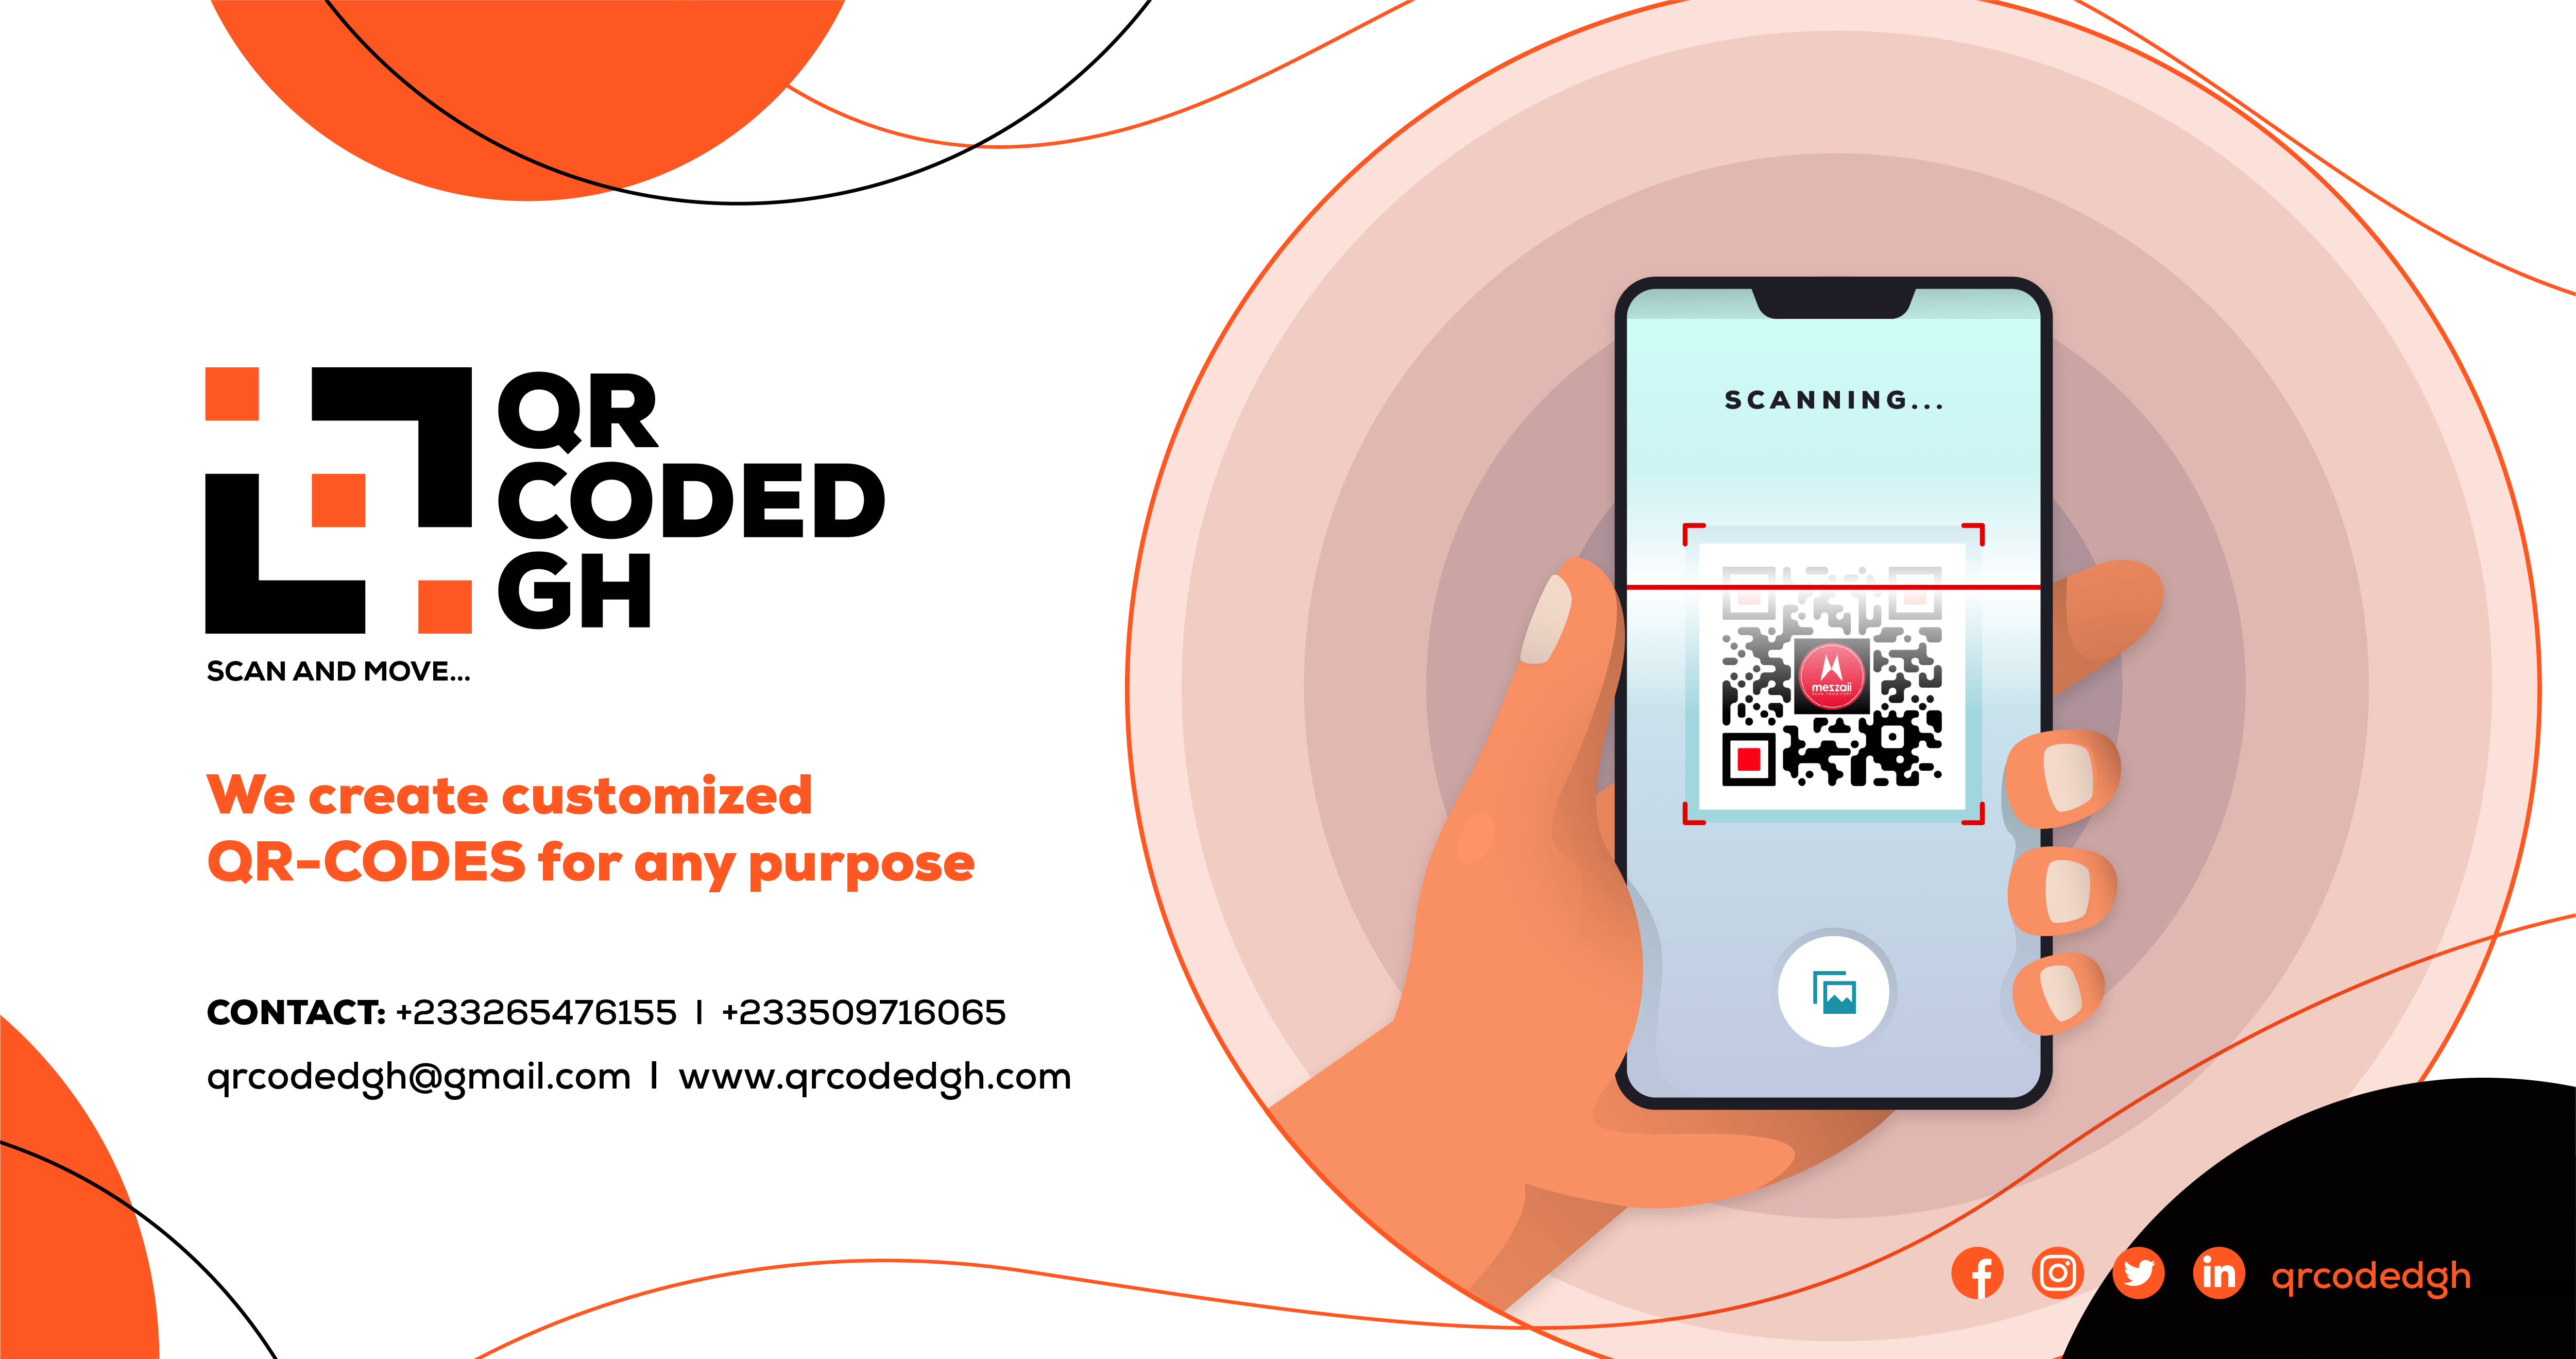 QR
CODED
GH
SCAN AND MOVE...
We create customized
QR-CODES for any purpose
CONTACT: +233265476155 | +233509716065
qrcodedgh@gmail.com | www.qrcodedgh.com
SCANNING...
mezzaii
qrcodedgh